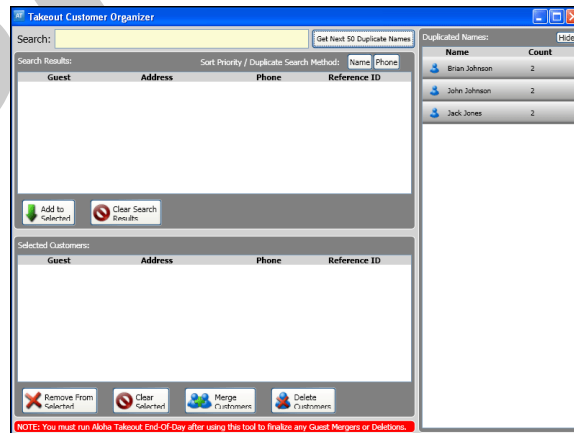 Takeout Customer Organizer
Search:
Get Next 50 Duplicate Names
Search Results:
Sort Priority / Duplicate Search Method:
Name
Phone
Guest Address Phone Reference ID
Add to
Selected
Clear Search
Results
Selected Customers:
Guest Address Phone Reference ID
Remove From
Selected
Clear
Selected
Merge
Customers
Delete
Customers
NOTE: You must run Aloha Takeout End-Of-Day after using this tool to finalize any Guest Mergers or Deletions.
Duplicated Names:
Hide
Name Count
Brian Johnson 2
John Johnson 2
Jack Jones 2